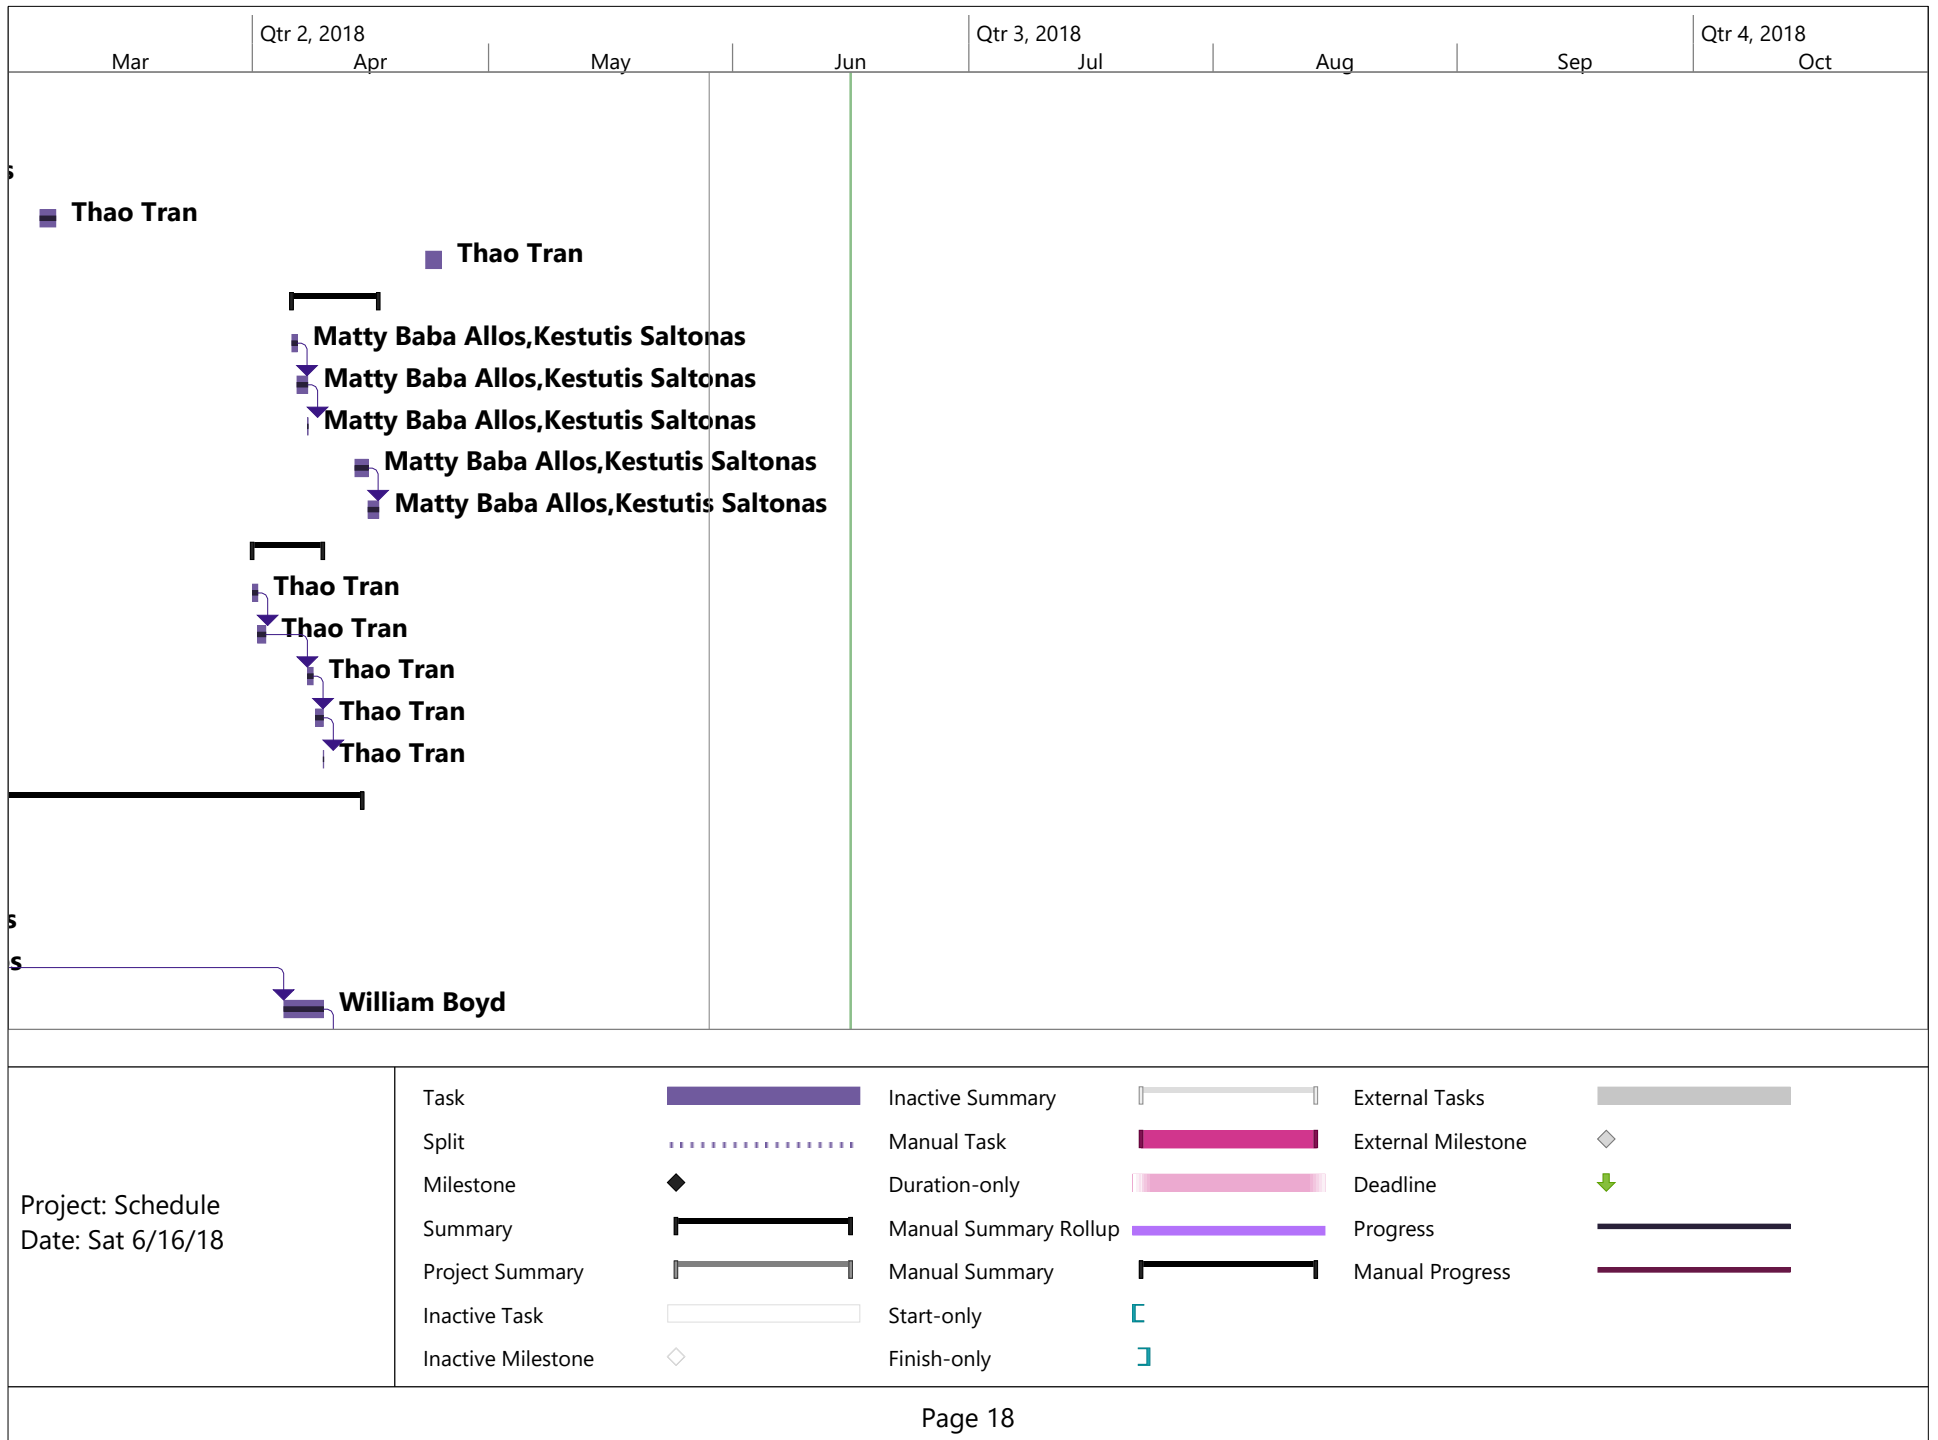 Qtr 2, 2018 Qtr 3, 2018 Qtr 4, 2018
Mar Apr May Jun Jul Aug Sep Oct
s
Thao Tran
Thao Tran
Matty Baba Allos,Kestutis Saltonas
Matty Baba Allos,Kestutis Saltonas
Matty Baba Allos,Kestutis Saltonas
Matty Baba Allos,Kestutis Saltonas
Matty Baba Allos,Kestutis Saltonas
Thao Tran
Thao Tran
Thao Tran
Thao Tran
Thao Tran
s
s
William Boyd
Project: Schedule
Date: Sat 6/16/18
Task
Split
Milestone
Summary
Project Summary
Inactive Task
Inactive Milestone
Inactive Summary
Manual Task
Duration-only
Manual Summary Rollup
Manual Summary
Start-only
Finish-only
External Tasks
External Milestone
Deadline
Progress
Manual Progress
Page 18